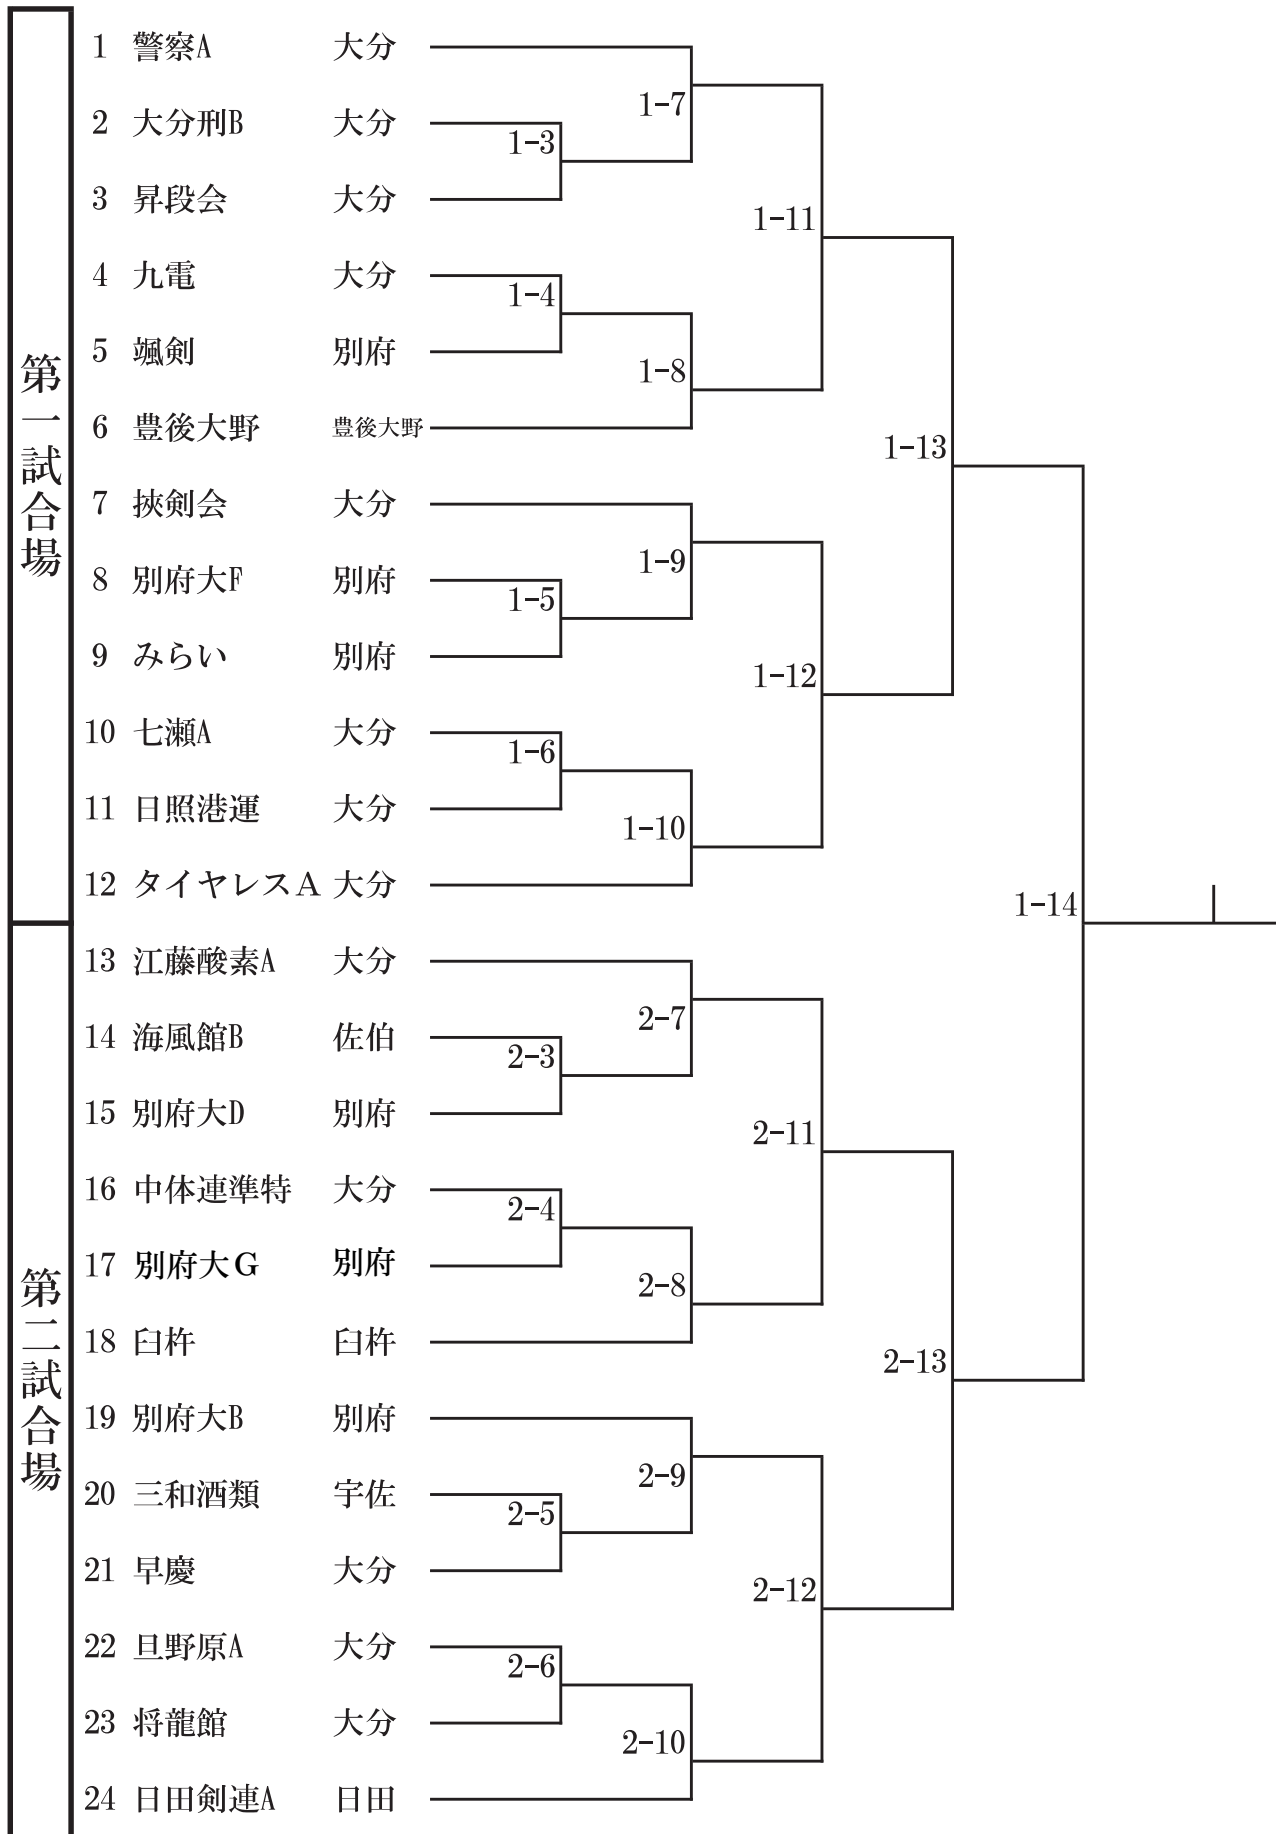 第一試合場
1 警察A 大分
2 大分刑B 大分
3 昇段会 大分
4 九電 大分
5 颯剣 別府
6 豊後大野 豊後大野
7 挾剣会 大分
8 別府大F 別府
9 みらい 別府
10 七瀬A 大分
11 日照港運 大分
12 タイヤレスA 大分
第二試合場
13 江藤酸素A 大分
14 海風館B 佐伯
15 別府大D 別府
16 中体連準特 大分
17 別府大G 別府
18 臼杵 臼杵
19 別府大B 別府
20 三和酒類 宇佐
21 早慶 大分
22 旦野原A 大分
23 将龍館 大分
24 日田剣連A 日田
1-3
1-4
1-5
1-6
2-3
2-4
2-5
2-6
1-7
1-8
1-9
1-10
2-7
2-8
2-9
2-10
1-11
1-12
2-11
2-12
1-13
2-13
1-14